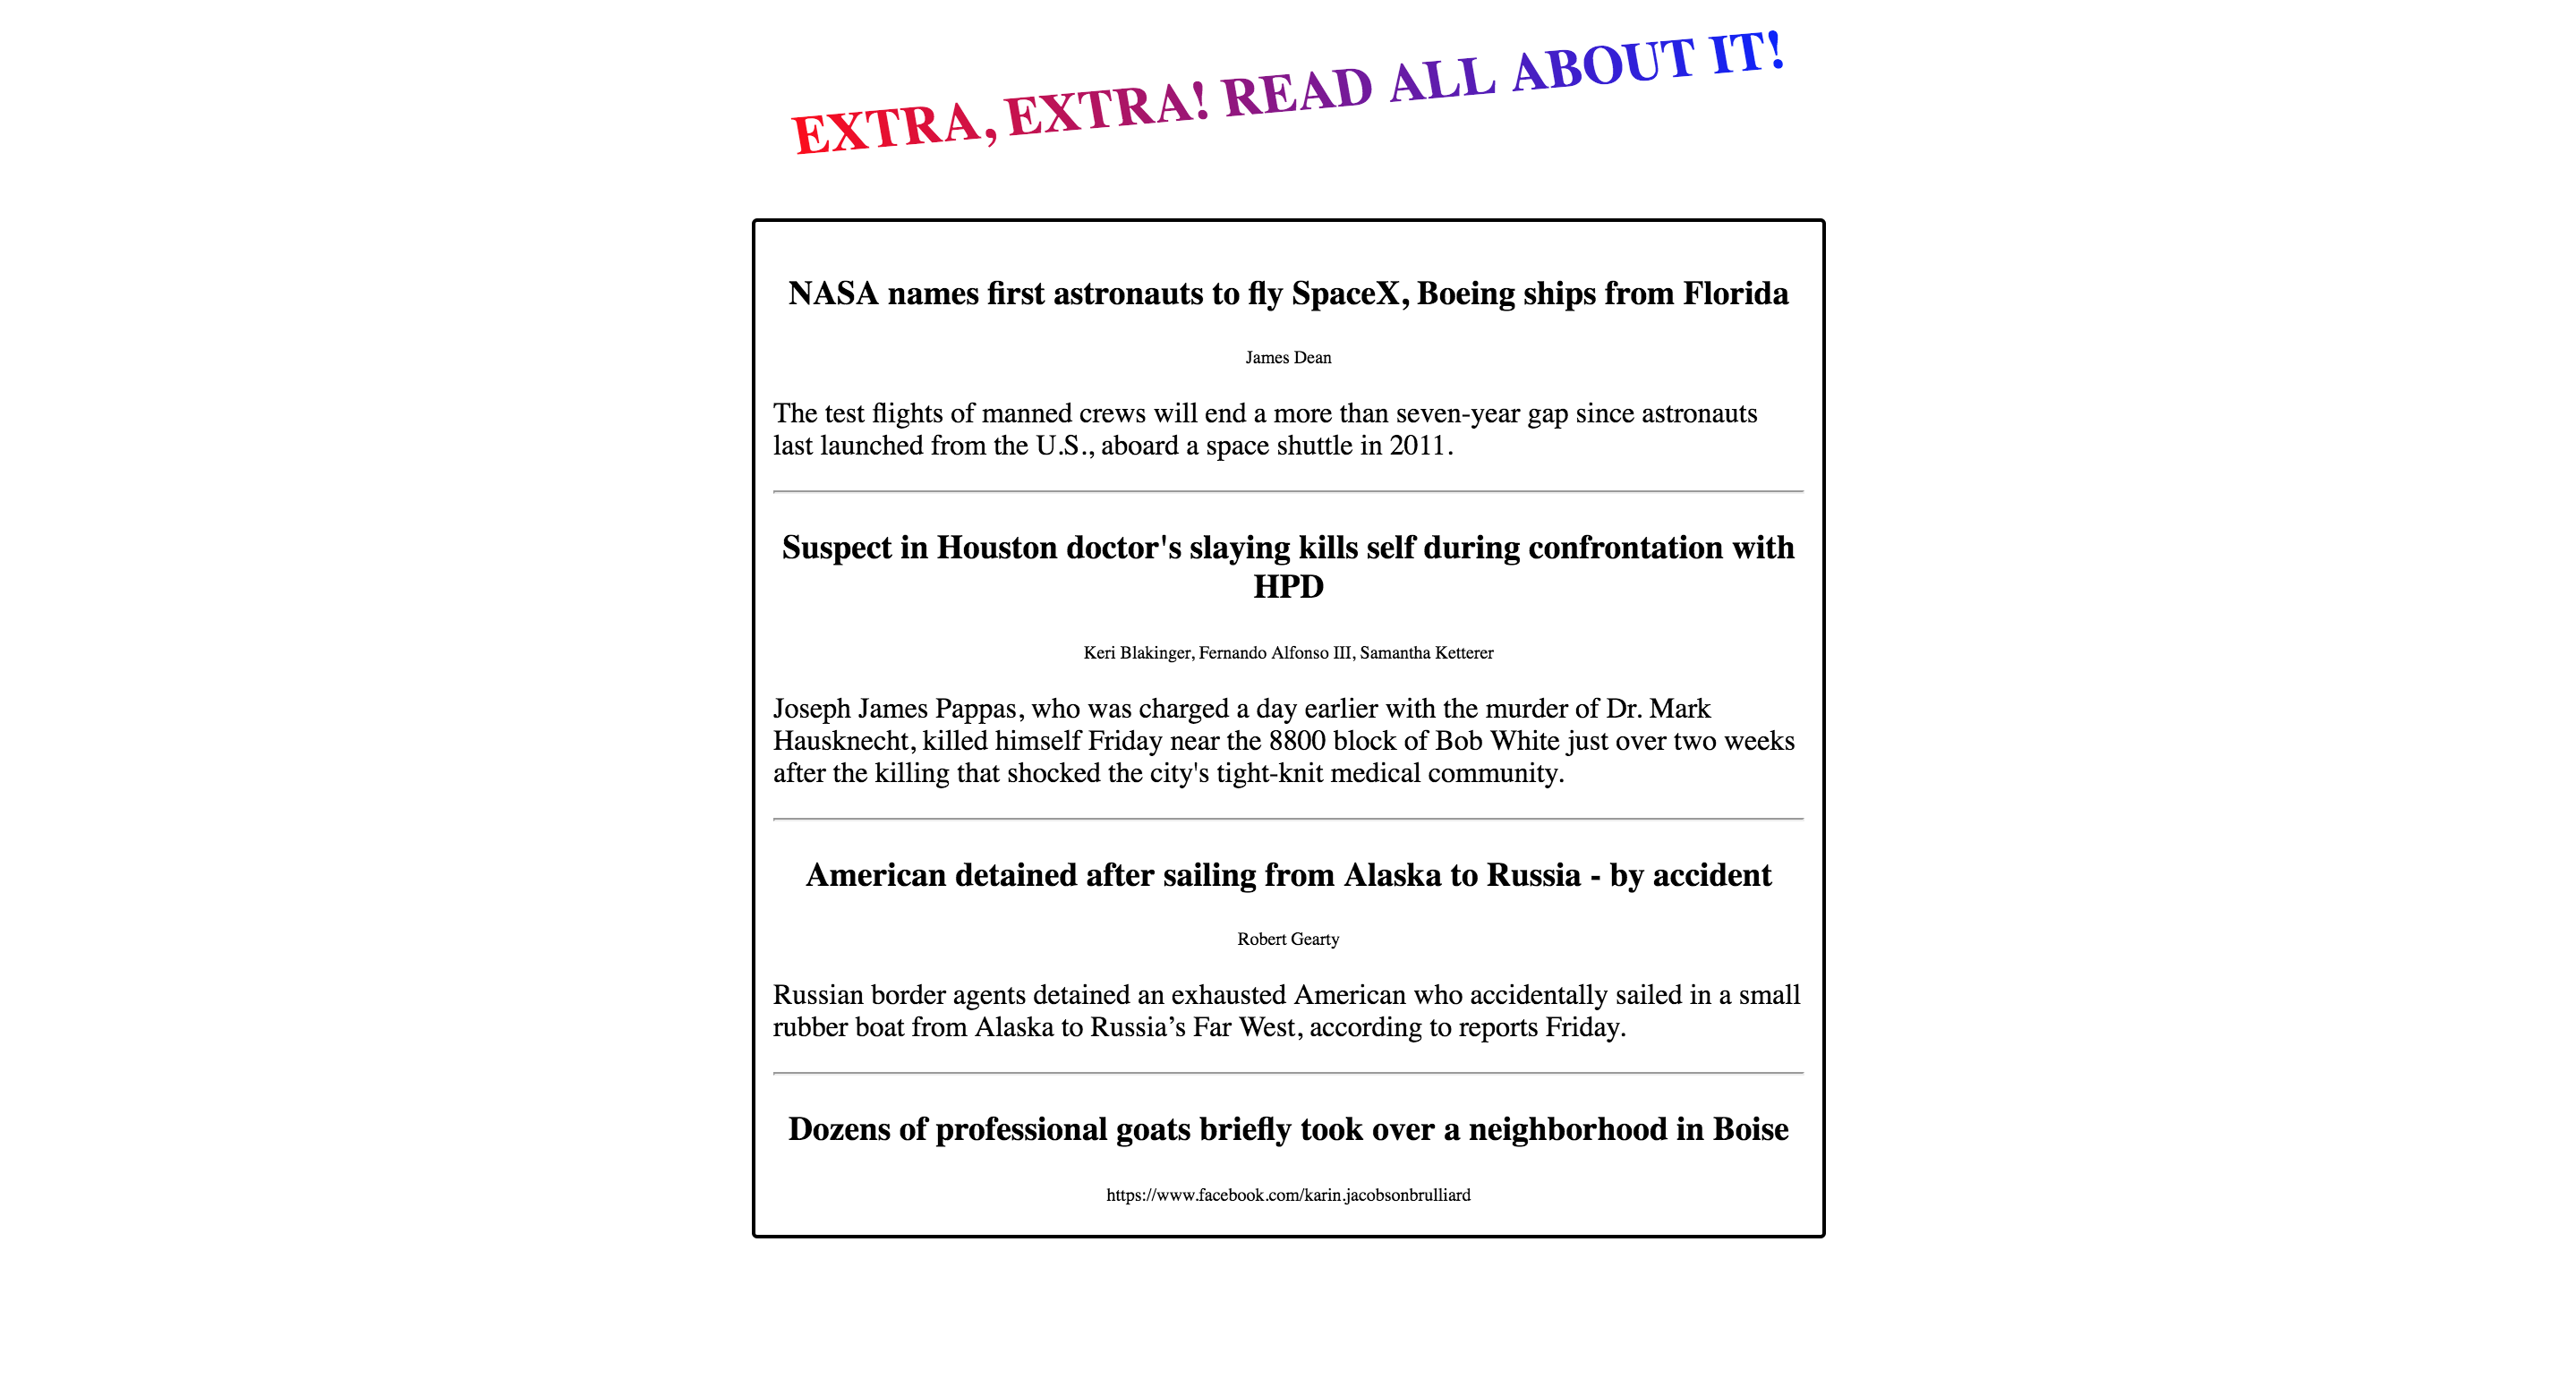 EXTRA, EXTRA! READ ALL ABOUT IT!
NASA names first astronauts to fly SpaceX, Boeing ships from Florida
James Dean
The test flights of manned crews will end a more than seven-year gap since astronauts
last launched from the U.S., aboard a space shuttle in 2011.
Suspect in Houston doctor's slaying kills self during confrontation with
HPD
Keri Blakinger, Fernando Alfonso III, Samantha Ketterer
Joseph James Pappas, who was charged a day earlier with the murder of Dr. Mark
Hausknecht, killed himself Friday near the 8800 block of Bob White just over two weeks
after the killing that shocked the city's tight-knit medical community.
American detained after sailing from Alaska to Russia - by accident
Robert Gearty
Russian border agents detained an exhausted American who accidentally sailed in a small
rubber boat from Alaska to Russia’s Far West, according to reports Friday.
Dozens of professional goats briefly took over a neighborhood in Boise
https://www.facebook.com/karin.jacobsonbrulliard